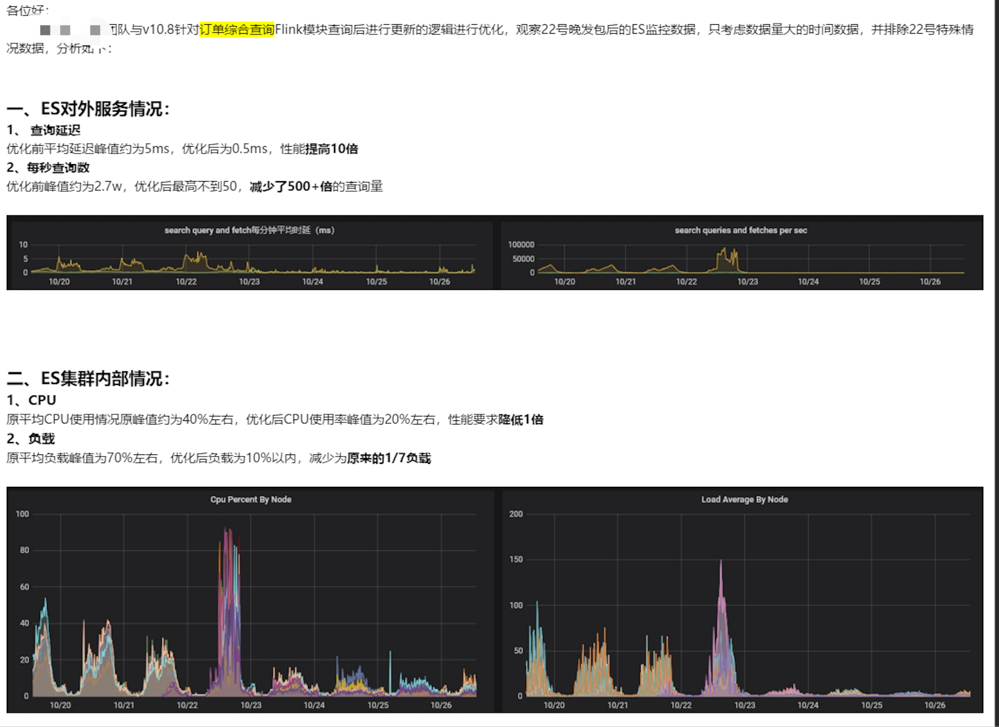 各位好：
团队与v10.8针对订单综合查询Flink模块查询后进行更新的逻辑进行优化，观察22号晚发包后的ES监控数据，只考虑数据量大的时间数据，并排除22号特殊情
况数据，分析如下：
一、ES对外服务情况：
1、 查询延迟
优化前平均延迟峰值约为5ms，优化后为0.5ms，性能提高10倍
2、每秒查询数
优化前峰值约为2.7w，优化后最高不到50，减少了500+倍的查询量
search query and fetch每分钟平均时延（ms）
10
5
0
10/20 10/21 10/22 10/23 10/24 10/25 10/26
search queries and fetches per sec
100000
50000
0
10/20 10/21 10/22 10/23 10/24 10/25 10/26
二、ES集群内部情况：
1、CPU
原平均CPU使用情况原峰值约为40%左右，优化后CPU使用率峰值为20%左右，性能要求降低1倍
2、负载
原平均负载峰值为70%左右，优化后负载为10%以内，减少为原来的1/7负载
Cpu Percent By Node
100
80
60
40
20
0
10/20 10/21 10/22 10/23 10/24 10/25 10/26
Load Average By Node
200
150
100
50
0
10/20 10/21 10/22 10/23 10/24 10/25 10/26